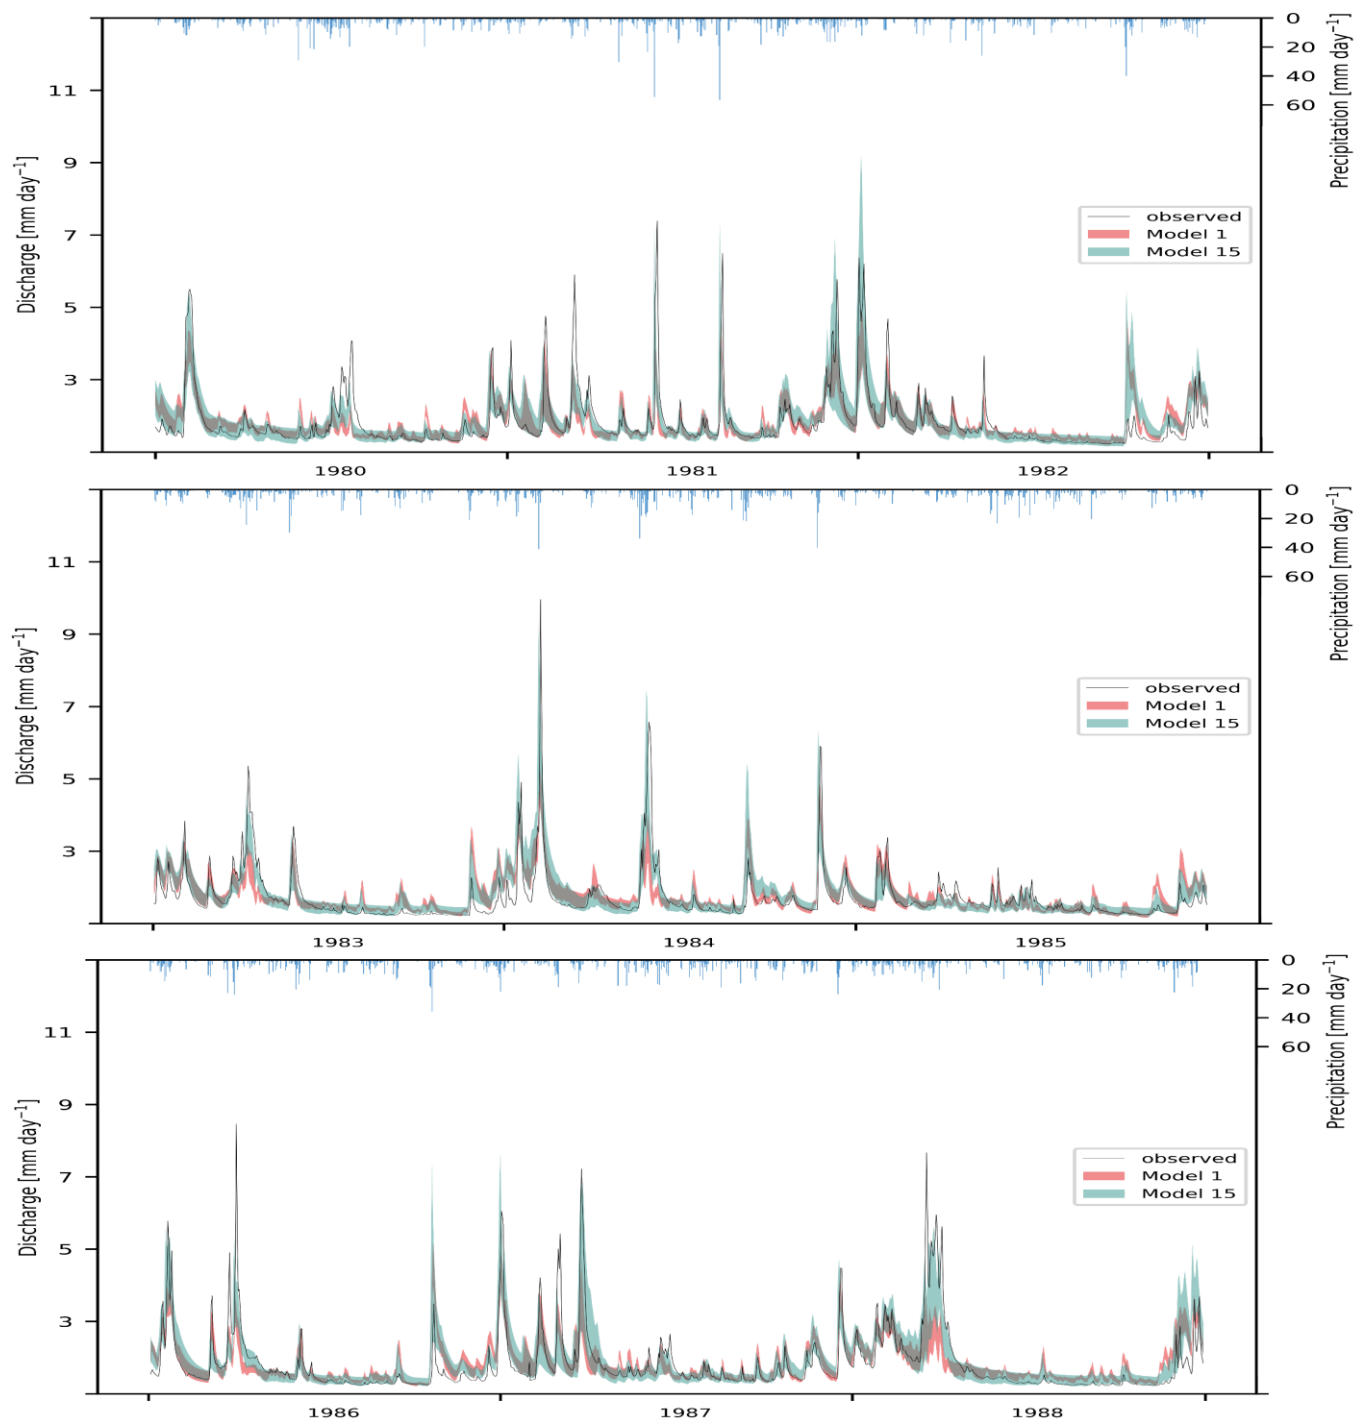 0
20
40
60
Precipitation [mm day⁻¹]
11
9
7
5
3
Discharge [mm day⁻¹]
observed
Model 1
Model 15
1980
1981
1982
0
20
40
60
Precipitation [mm day⁻¹]
11
9
7
5
3
Discharge [mm day⁻¹]
observed
Model 1
Model 15
1983
1984
1985
0
20
40
60
Precipitation [mm day⁻¹]
11
9
7
5
3
Discharge [mm day⁻¹]
observed
Model 1
Model 15
1986
1987
1988